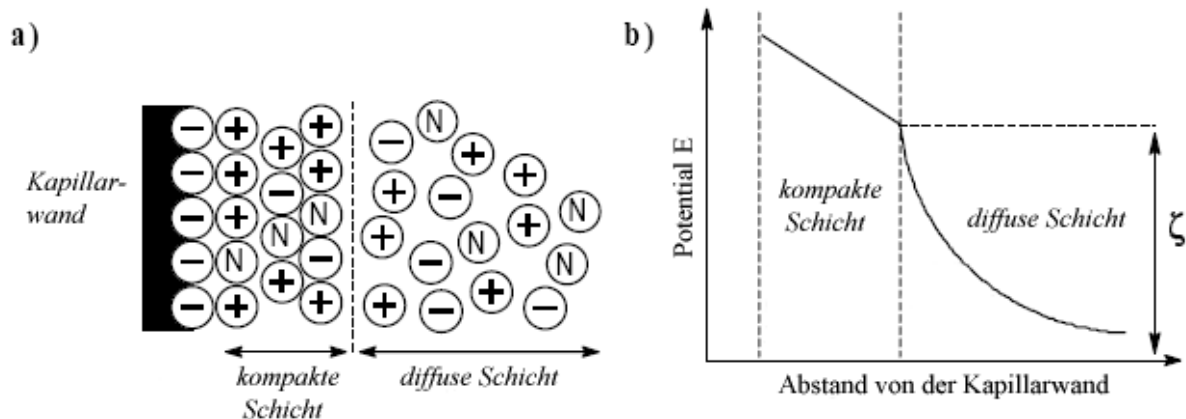 a)
Kapillar-
wand
− + + +
− + − +
− + N N
− N N −
− + + +
− N + +
+ − N
+ + N
− N N
+ − + −
kompakte
Schicht
diffuse Schicht
b)
Potential E
kompakte
Schicht
diffuse Schicht
ζ
Abstand von der Kapillarwand